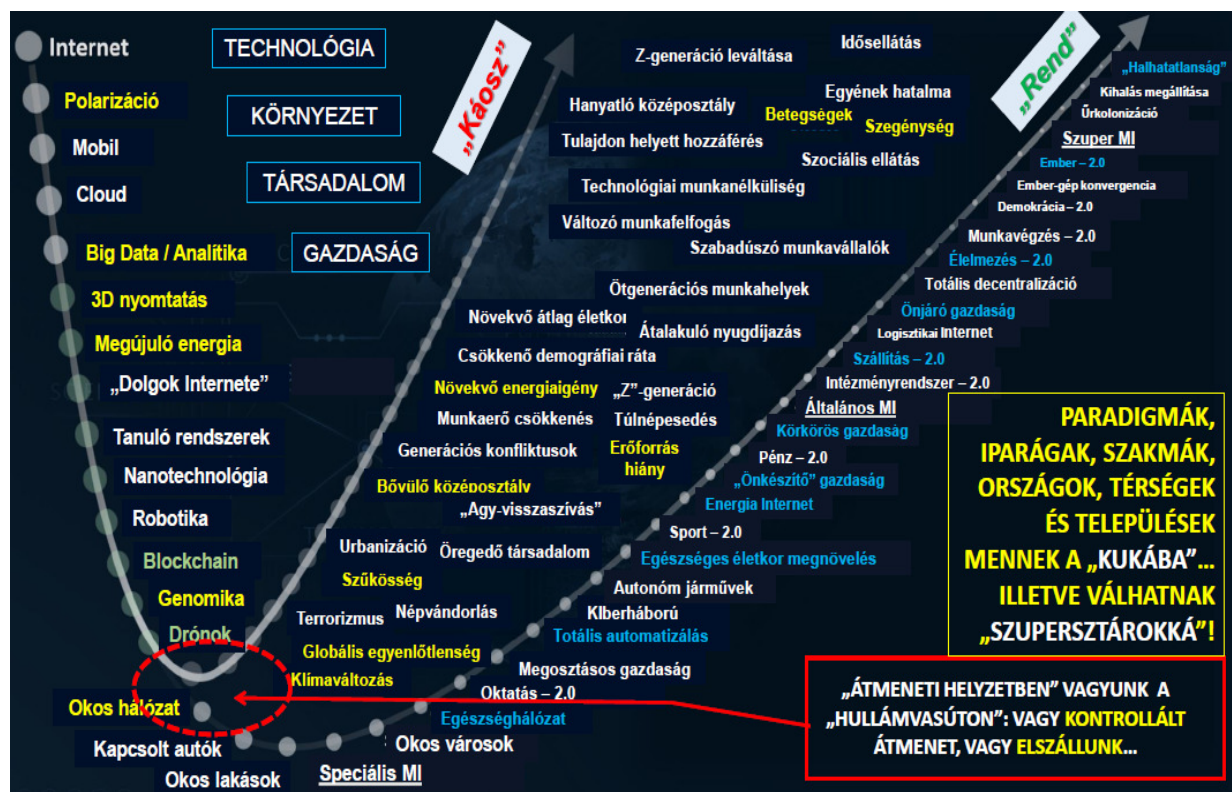 Internet
Polarizáció
Mobil
Cloud
Big Data / Analítika
3D nyomtatás
Megújuló energia
„Dolgok Internete”
Tanuló rendszerek
Nanotechnológia
Robotika
Blockchain
Genomika
Drónok
Okos hálózat
Kapcsolt autók
Okos lakások
Speciális MI
Okos városok
TECHNOLÓGIA
KÖRNYEZET
TÁRSADALOM
GAZDASÁG
„Káosz”
Z-generáció leváltása
Idősellátás
Hanyatló középosztály
Egyének hatalma
Betegségek
Szegénység
Tulajdon helyett hozzáférés
Szociális ellátás
Technológiai munkanélküliség
Változó munkafelfogás
Szabadúszó munkavállalók
Ötgenerációs munkahelyek
Növekvő átlag életkor
Átalakuló nyugdíjazás
Csökkenő demográfiai ráta
Növekvő energiaigény
„Z”-generáció
Munkaerő csökkenés
Túlnépesedés
Generációs konfliktusok
Erőforrás
hiány
Bővülő középosztály
„Agy-visszaszívás”
Urbanizáció
Öregedő társadalom
Szűkösség
Terrorizmus
Népvándorlás
Globális egyenlőtlenség
Klímaváltozás
„Rend”
„Halhatatlanság”
Kihalás megállítása
Űrkolonizáció
Szuper MI
Ember – 2.0
Ember-gép konvergencia
Demokrácia – 2.0
Munkavégzés – 2.0
Élelmezés – 2.0
Totális decentralizáció
Önjáró gazdaság
Logisztikai Internet
Szállítás – 2.0
Intézményrendszer – 2.0
Általános MI
Körkörös gazdaság
Pénz – 2.0
„Önkészítő” gazdaság
Energia Internet
Sport – 2.0
Egészséges életkor megnövelés
Autonóm járművek
KIberháború
Totális automatizálás
Megosztásos gazdaság
Oktatás – 2.0
Egészséghálózat
PARADIGMÁK,
IPARÁGAK, SZAKMÁK,
ORSZÁGOK, TÉRSÉGEK
ÉS TELEPÜLÉSEK
MENNEK A „KUKÁBA”...
ILLETVE VÁLHATNAK
„SZUPERSZTÁROKKÁ”!
„ÁTMENETI HELYZETBEN” VAGYUNK A
„HULLÁMVASÚTON”: VAGY KONTROLLÁLT
ÁTMENET, VAGY ELSZÁLLUNK...